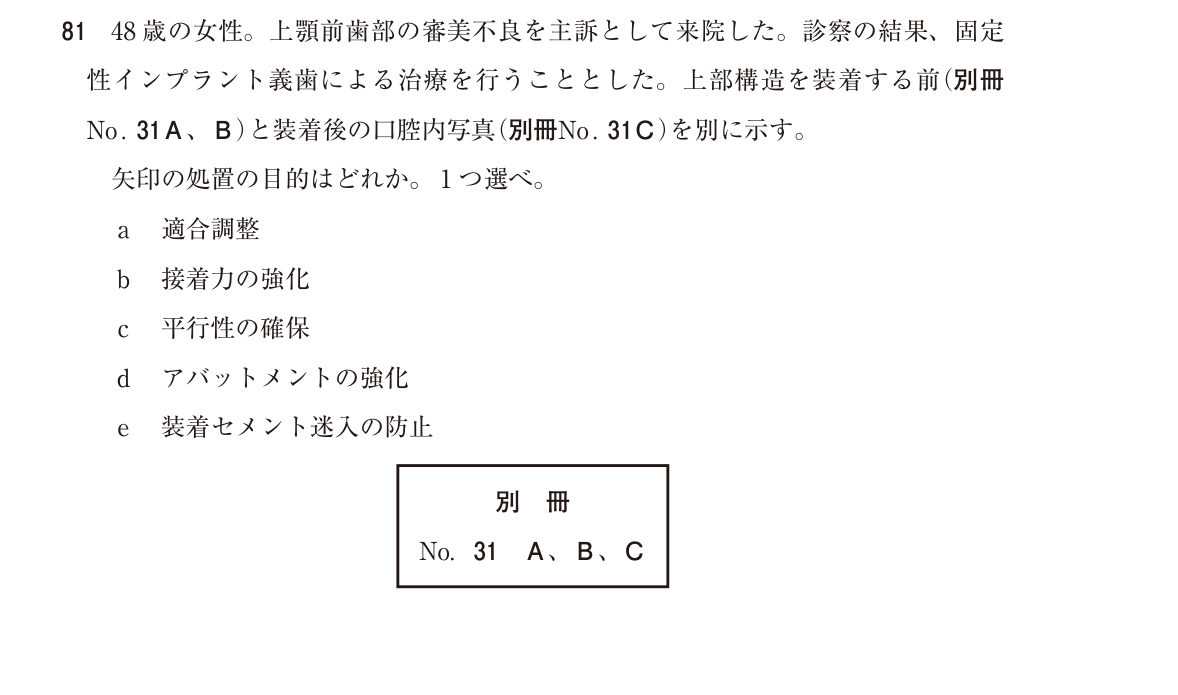 81 48歳の女性。上顎前歯部の審美不良を主訴として来院した。診察の結果、固定
性インプラント義歯による治療を行うこととした。上部構造を装着する前(別冊
No. 31A、B)と装着後の口腔内写真(別冊No. 31C)を別に示す。
矢印の処置の目的はどれか。1つ選べ。
a 適合調整
b 接着力の強化
c 平行性の確保
d アバットメントの強化
e 装着セメント迷入の防止
別 冊
No. 31 A、B、C